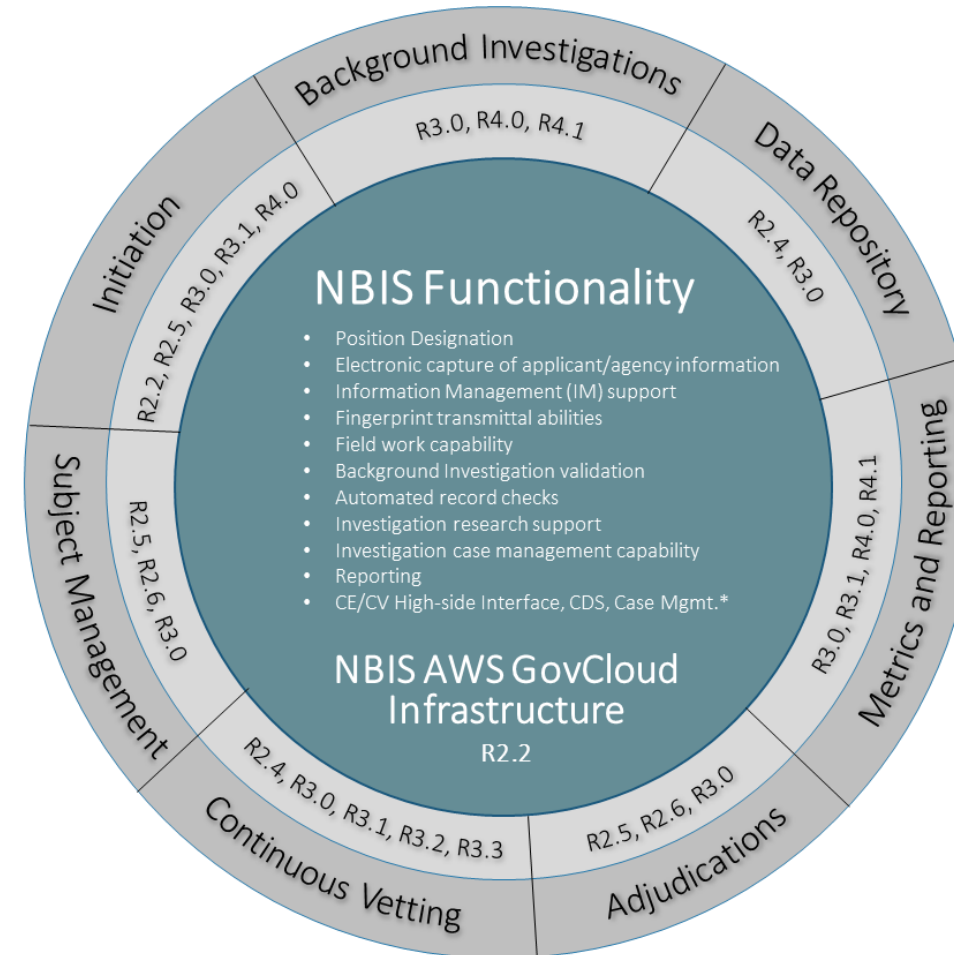 Background Investigations
R3.0, R4.0, R4.1
Data Repository
R2.4, R3.0
Metrics and Reporting
R3.0, R3.1, R4.0, R4.1
Adjudications
R2.5, R2.6, R3.0
Continuous Vetting
R2.4, R3.0, R3.1, R3.2, R3.3
Subject Management
R2.5, R2.6, R3.0
Initiation
R2.2, R2.5, R3.0, R3.1, R4.0
NBIS Functionality
• Position Designation
• Electronic capture of applicant/agency information
• Information Management (IM) support
• Fingerprint transmittal abilities
• Field work capability
• Background Investigation validation
• Automated record checks
• Investigation research support
• Investigation case management capability
• Reporting
• CE/CV High-side Interface, CDS, Case Mgmt.*
NBIS AWS GovCloud
Infrastructure
R2.2